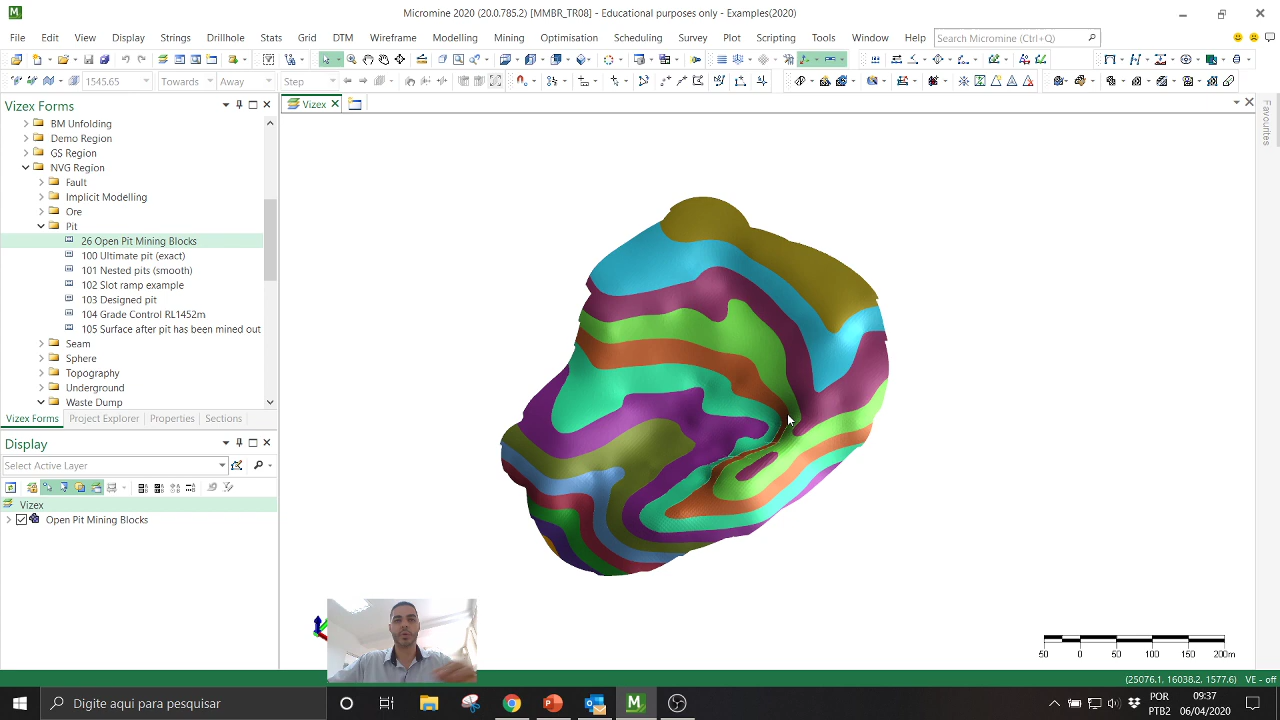 Micromine 2020 (20.0.785.2) [MMBR_TR08] - Educational purposes only - Examples(2020)
File Edit View Display Strings Drillhole Stats Grid DTM Wireframe Modelling Mining Optimisation Scheduling Survey Plot Scripting Tools Window Help Search Micromine (Ctrl+Q)
1545.65 Towards Away Step
Vizex Forms
BM Unfolding
Demo Region
GS Region
NVG Region
Fault
Implicit Modelling
Ore
Pit
26 Open Pit Mining Blocks
100 Ultimate pit (exact)
101 Nested pits (smooth)
102 Slot ramp example
103 Designed pit
104 Grade Control RL1452m
105 Surface after pit has been mined out
Seam
Sphere
Topography
Underground
Waste Dump
Vizex Forms Project Explorer Properties Sections
Display
Select Active Layer
Vizex
Open Pit Mining Blocks
Vizex
Favourites
50 0 50 100 150 200m
(25076.1, 16038.2, 1577.6) VE - off
Digite aqui para pesquisar
POR
PTB2
09:37
06/04/2020